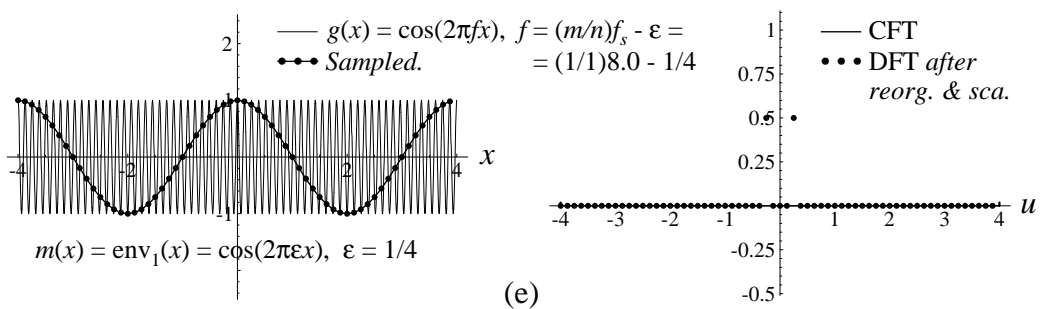 g(x) = cos(2πfx), f = (m/n)f_s - ε =
Sampled. = (1/1)8.0 - 1/4
2
1
-1
-4 -2 2 4 x
m(x) = env_1(x) = cos(2πεx), ε = 1/4
1
0.75
0.5
0.25
-0.25
-0.5
-4 -3 -2 -1 1 2 3 4 u
CFT
DFT after
reorg. & sca.
(e)